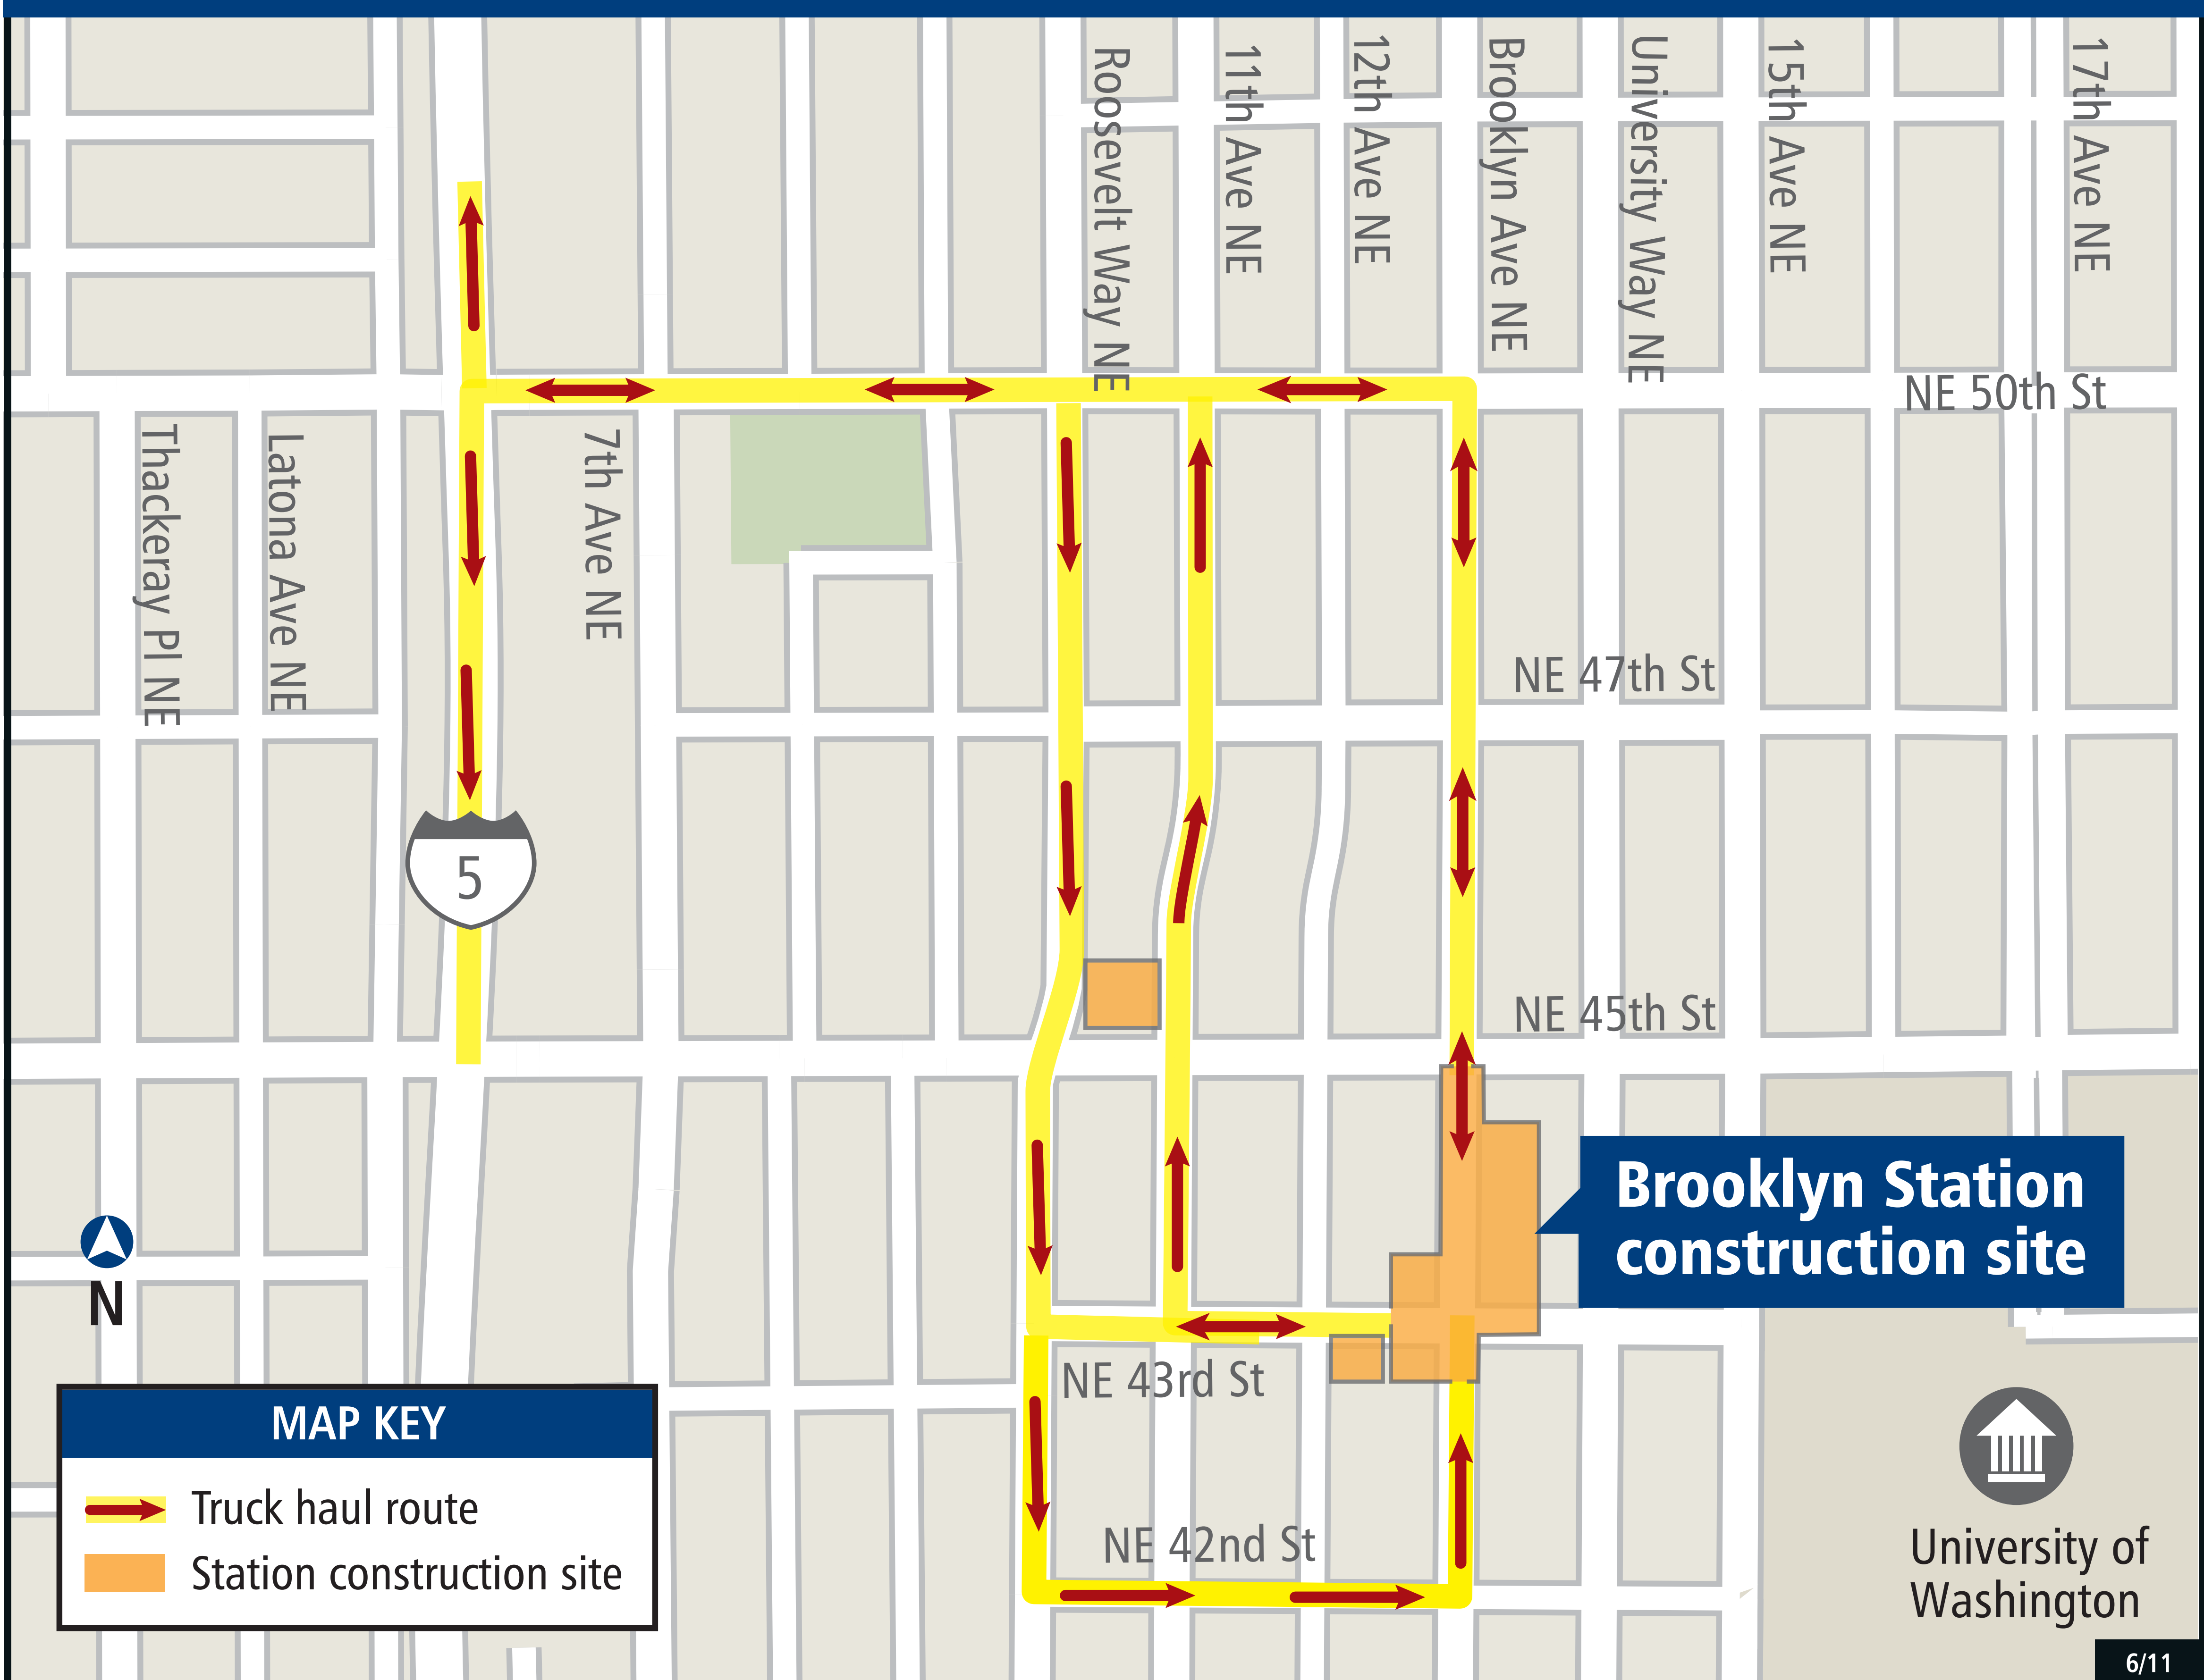 Roosevelt Way NE
11th Ave NE
12th Ave NE
Brooklyn Ave NE
University Way NE
15th Ave NE
17th Ave NE
NE 50th St
Thackeray Pl NE
Latona Ave NE
7th Ave NE
NE 47th St
5
NE 45th St
Brooklyn Station
construction site
N
NE 43rd St
MAP KEY
Truck haul route
Station construction site
NE 42nd St
University of
Washington
6/11